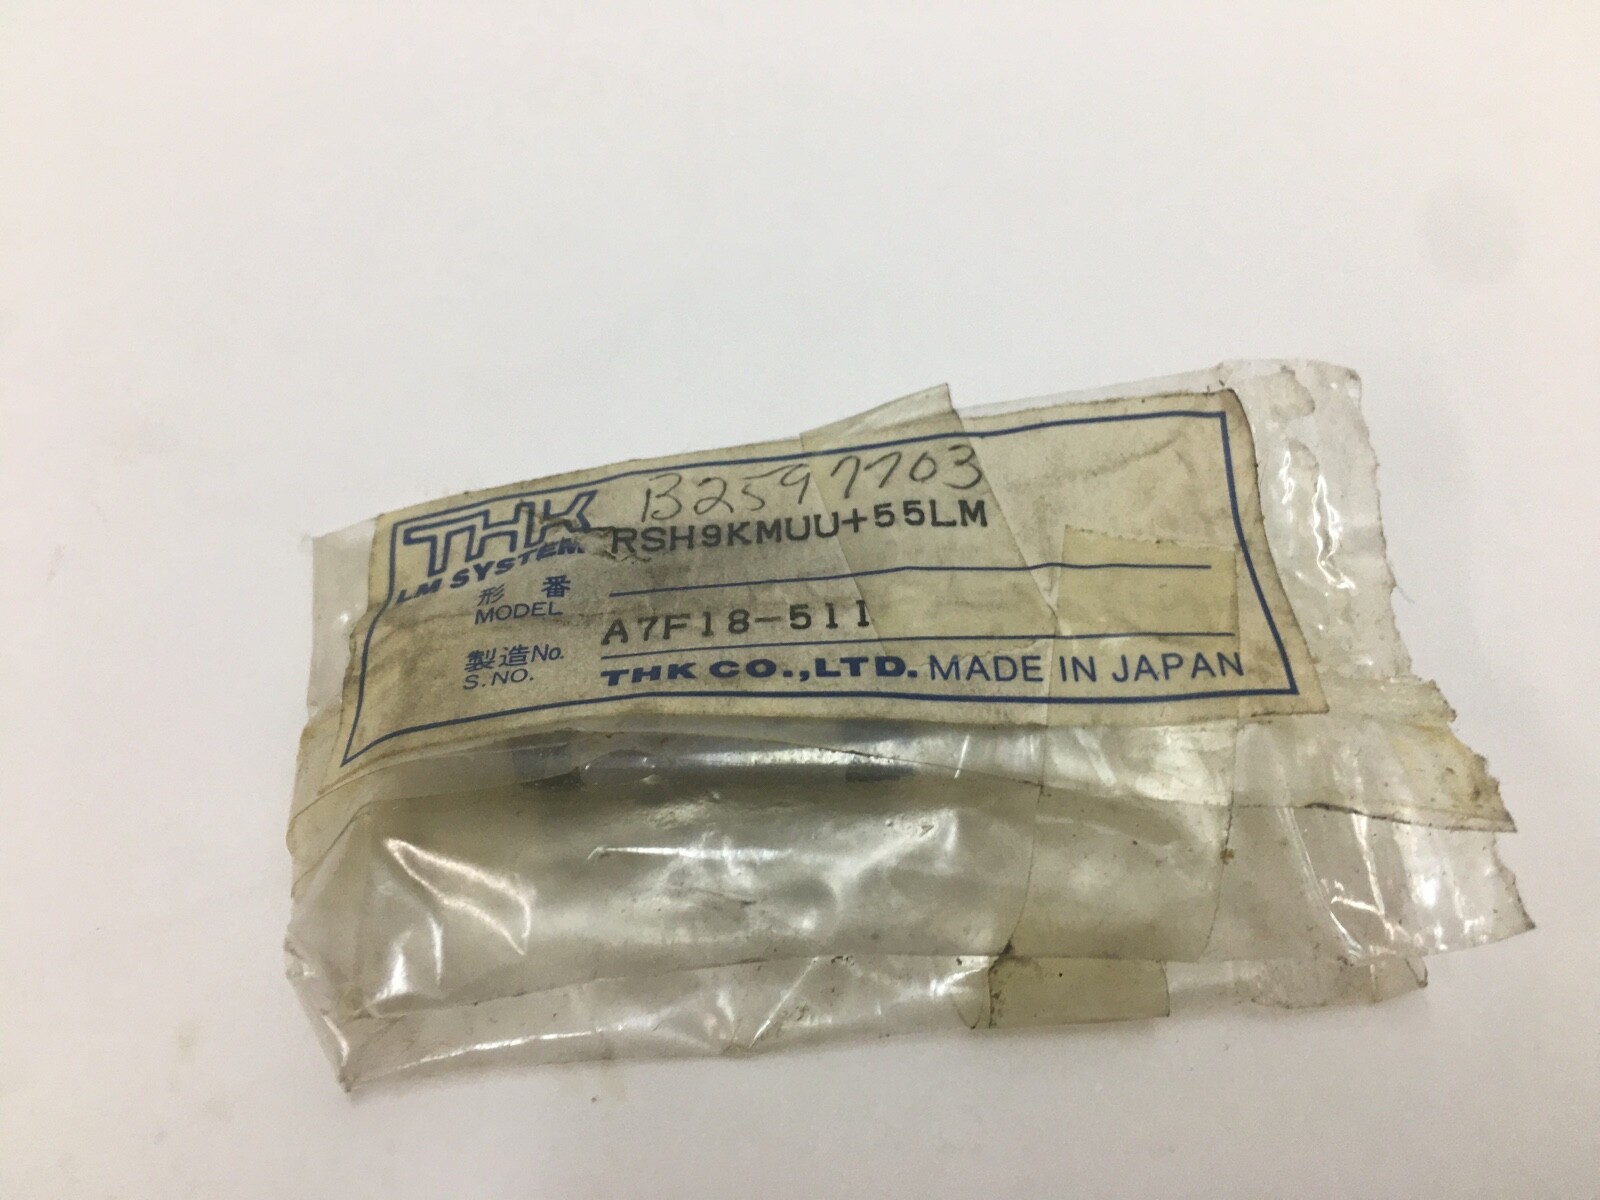 B2597703
THK
LM SYSTEM
RSH9KMUU+55LM
形 番
MODEL
A7F18-511
製造No.
S.NO.
THK CO.,LTD. MADE IN JAPAN